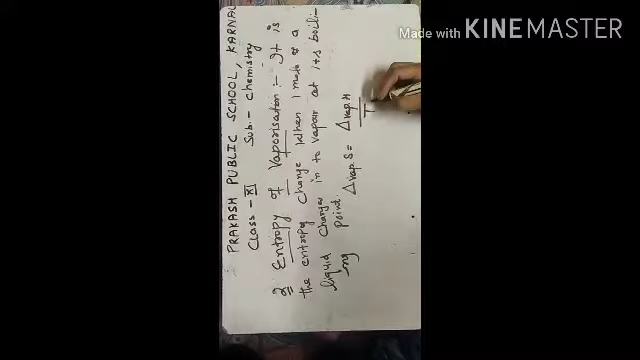 Made with KINEMASTER
PRAKASH PUBLIC SCHOOL, KARNAL
Class - XI Sub. - Chemistry
2 Entropy of Vaporisation :- It is
the entropy change when 1 mole of a
liquid changes in to vapour at its boili-
ng point.
Δvap. S = Δvap. H / T